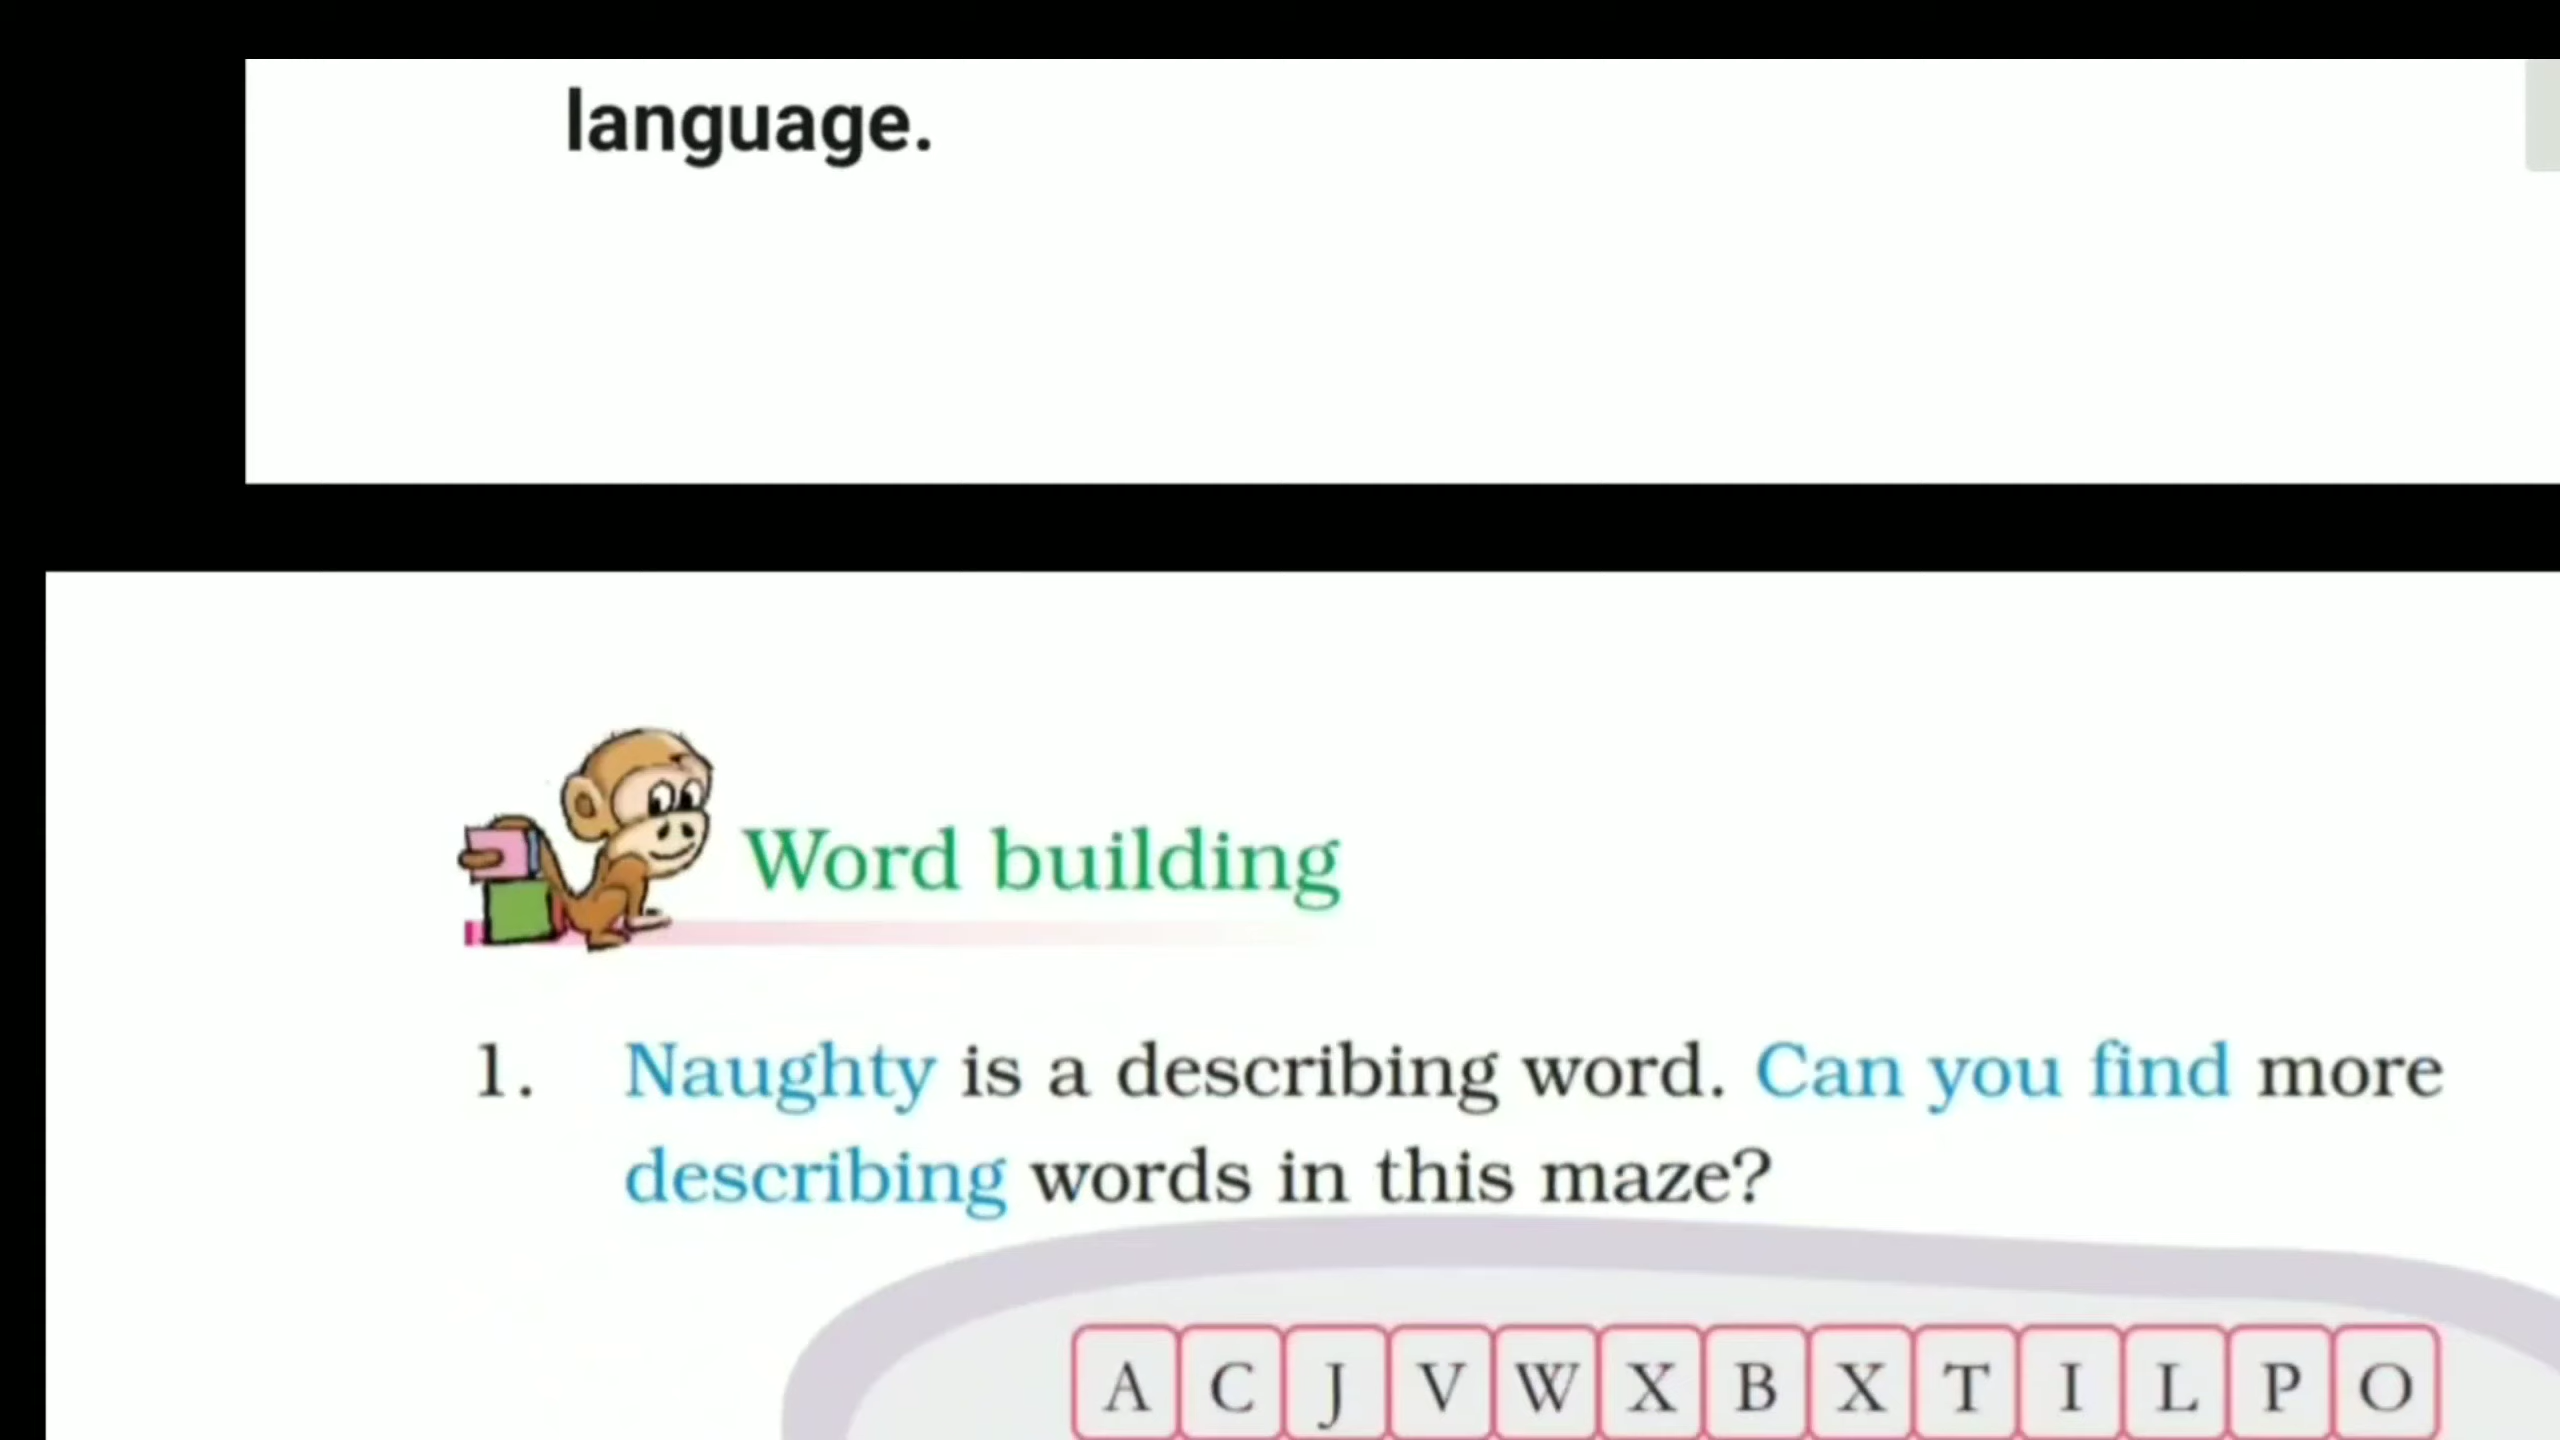 language.
Word building
1. Naughty is a describing word. Can you find more
describing words in this maze?
A C J V W X B X T I L P O